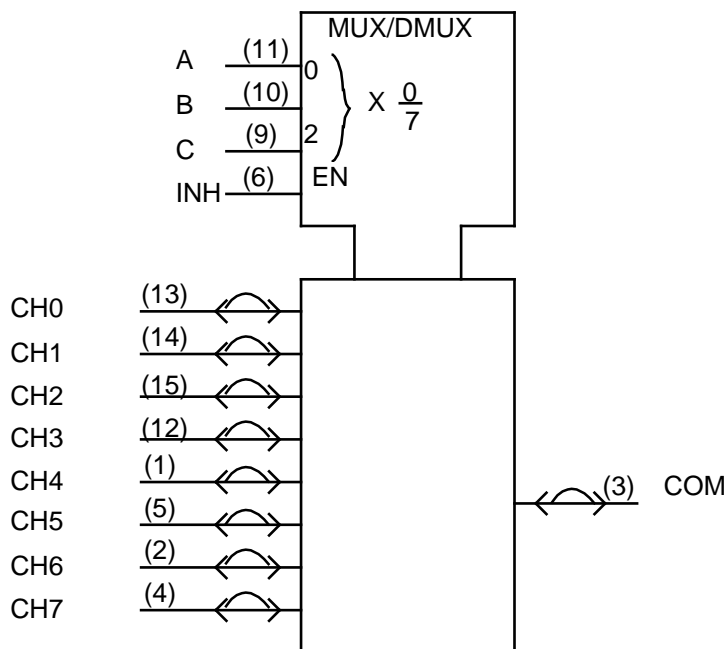 MUX/DMUX
A (11) 0
B (10) X 0/7
C (9) 2
INH (6) EN
CH0 (13)
CH1 (14)
CH2 (15)
CH3 (12)
CH4 (1)
(3) COM
CH5 (5)
CH6 (2)
CH7 (4)